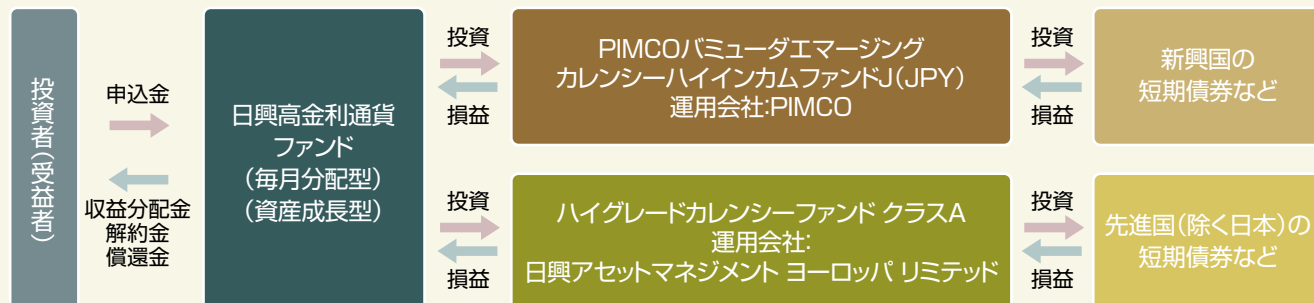 投資者(受益者)
申込金
収益分配金
解約金
償還金
日興高金利通貨
ファンド
(毎月分配型)
(資産成長型)
投資
損益
PIMCOバミューダエマージング
カレンシーハイインカムファンドJ(JPY)
運用会社:PIMCO
投資
損益
新興国の
短期債券など
投資
損益
ハイグレードカレンシーファンド クラスA
運用会社:
日興アセットマネジメント ヨーロッパ リミテッド
投資
損益
先進国(除く日本)の
短期債券など